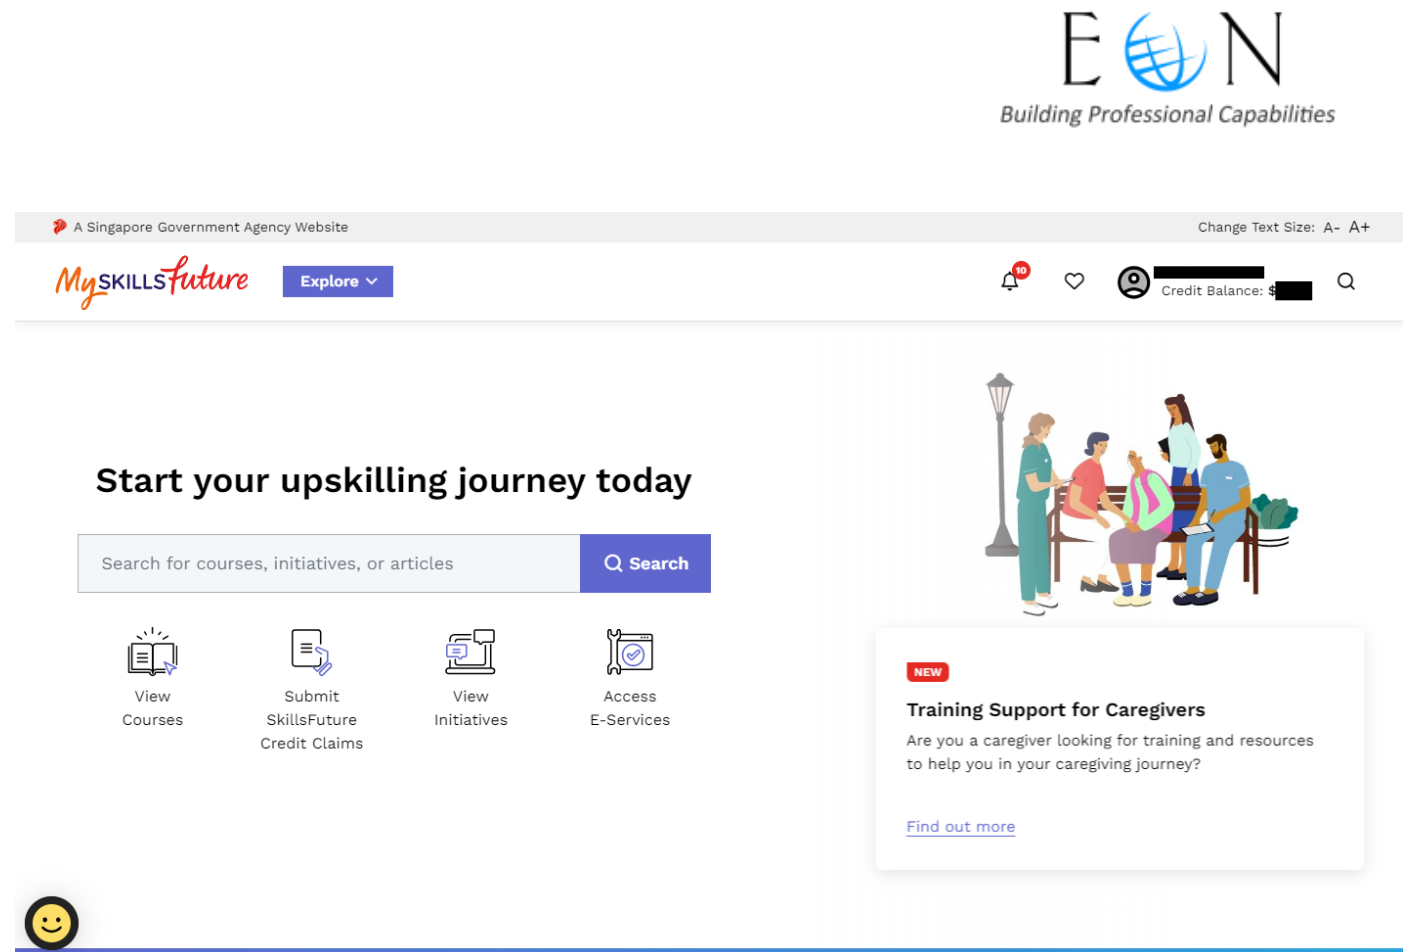 EON
Building Professional Capabilities
A Singapore Government Agency Website
Change Text Size: A- A+
MySKILLSfuture
Explore
10
Credit Balance: $
Start your upskilling journey today
Search for courses, initiatives, or articles
Search
View
Courses
Submit
SkillsFuture
Credit Claims
View
Initiatives
Access
E-Services
NEW
Training Support for Caregivers
Are you a caregiver looking for training and resources
to help you in your caregiving journey?
Find out more